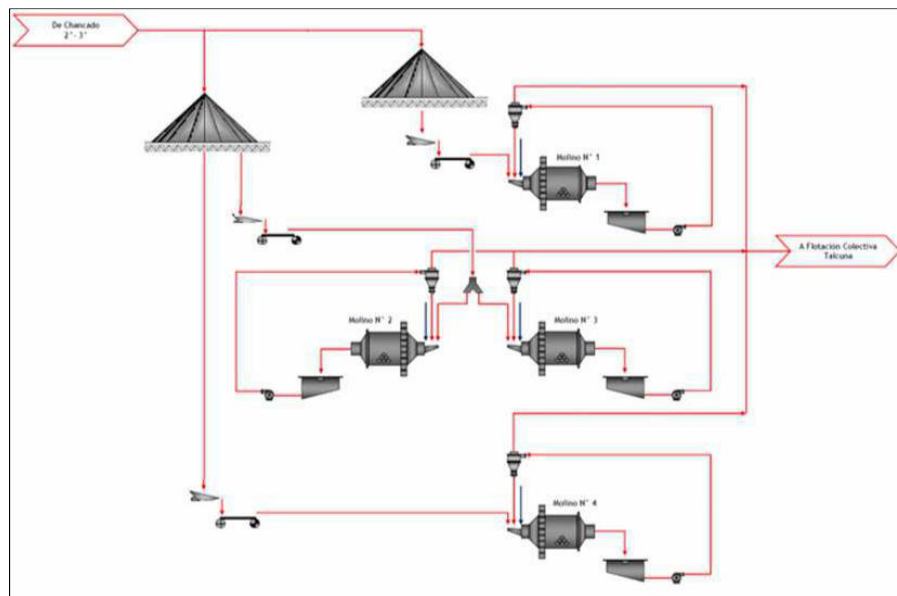 De Chancado
2°- 3°
Molino N° 1
A Flotación Colectiva
Talcuna
Molino N° 2
Molino N° 3
Molino N° 4